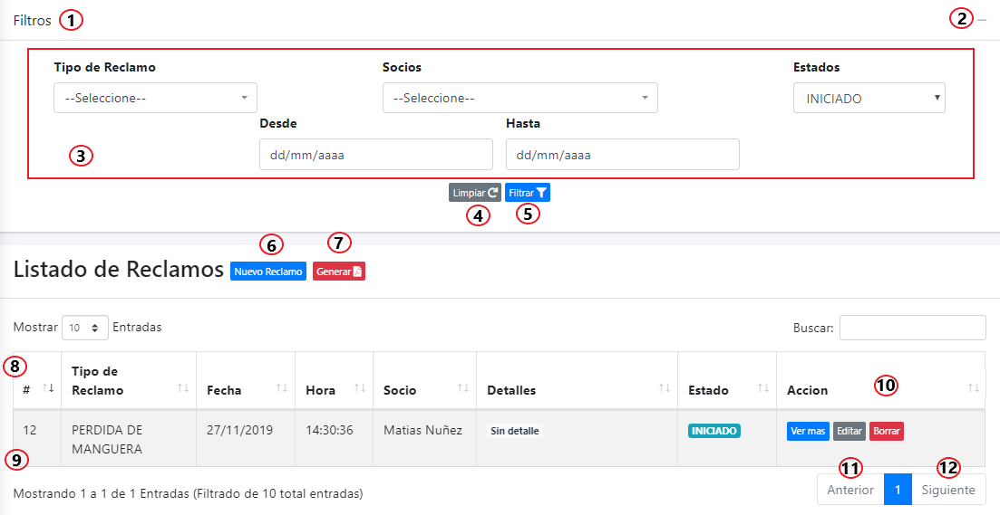 Filtros 1
2
Tipo de Reclamo Socios Estados
--Seleccione-- --Seleccione-- INICIADO
Desde Hasta
3 dd/mm/aaaa dd/mm/aaaa
Limpiar Filtrar
4 5
6 7
Listado de Reclamos Nuevo Reclamo Generar
Mostrar 10 Entradas Buscar:
8
# Tipo de Reclamo Fecha Hora Socio Detalles Estado Accion 10
12 PERDIDA DE MANGUERA 27/11/2019 14:30:36 Matias Nuñez Sin detalle INICIADO Ver mas Editar Borrar
9
11 12
Mostrando 1 a 1 de 1 Entradas (Filtrado de 10 total entradas) Anterior 1 Siguiente